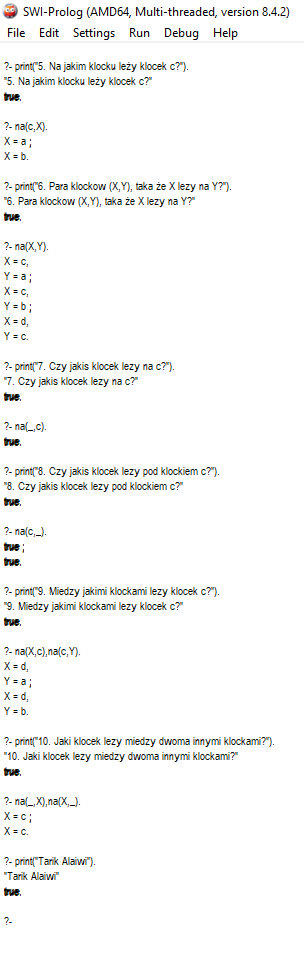 SWI-Prolog (AMD64, Multi-threaded, version 8.4.2)
File Edit Settings Run Debug Help
?- print("5. Na jakim klocku leży klocek c?").
"5. Na jakim klocku leży klocek c?"
true.
?- na(c,X).
X = a ;
X = b.
?- print("6. Para klockow (X,Y), taka że X lezy na Y?").
"6. Para klockow (X,Y), taka że X lezy na Y?"
true.
?- na(X,Y).
X = c,
Y = a ;
X = c,
Y = b ;
X = d,
Y = c.
?- print("7. Czy jakis klocek lezy na c?").
"7. Czy jakis klocek lezy na c?"
true.
?- na(_,c).
true.
?- print("8. Czy jakis klocek lezy pod klockiem c?").
"8. Czy jakis klocek lezy pod klockiem c?"
true.
?- na(c,_).
true ;
true.
?- print("9. Miedzy jakimi klockami lezy klocek c?").
"9. Miedzy jakimi klockami lezy klocek c?"
true.
?- na(X,c),na(c,Y).
X = d,
Y = a ;
X = d,
Y = b.
?- print("10. Jaki klocek lezy miedzy dwoma innymi klockami?").
"10. Jaki klocek lezy miedzy dwoma innymi klockami?"
true.
?- na(_,X),na(X,_).
X = c ;
X = c.
?- print("Tarik Alaiwi").
"Tarik Alaiwi"
true.
?-